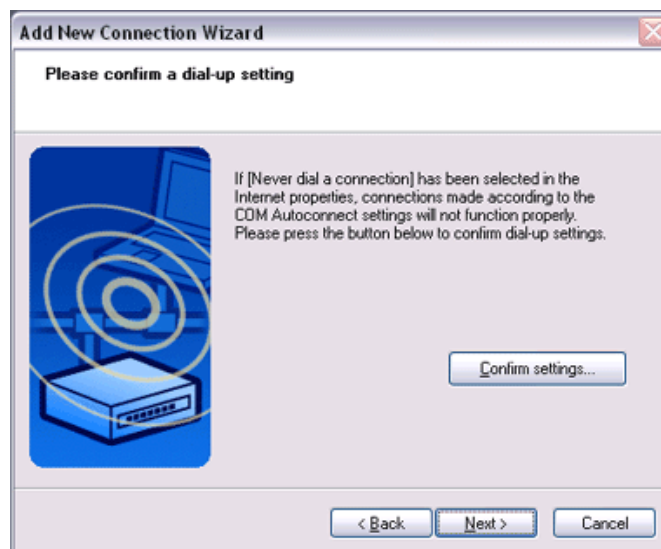 Add New Connection Wizard
Please confirm a dial-up setting
If [Never dial a connection] has been selected in the
Internet properties, connections made according to the
COM Autoconnect settings will not function properly.
Please press the button below to confirm dial-up settings.
Confirm settings...
< Back Next > Cancel